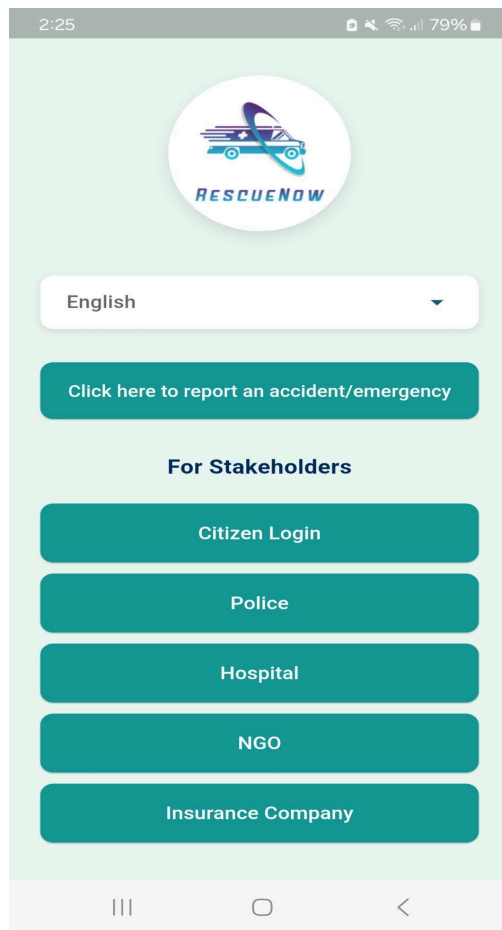 2:25
79%
RESCUENOW
English
Click here to report an accident/emergency
For Stakeholders
Citizen Login
Police
Hospital
NGO
Insurance Company